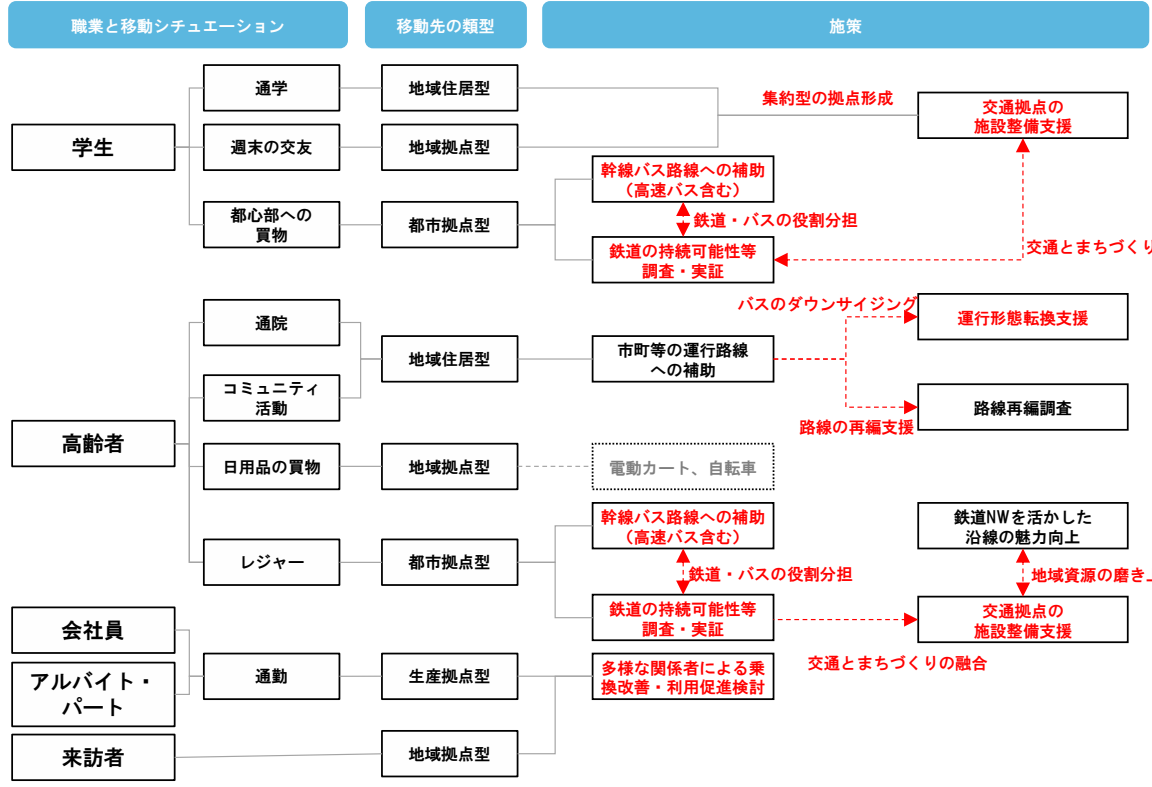 職業と移動シチュエーション
移動先の類型
施策
学生
通学
地域住居型
集約型の拠点形成
交通拠点の
施設整備支援
週末の交友
地域拠点型
都心部への
買物
都市拠点型
幹線バス路線への補助
(高速バス含む)
鉄道・バスの役割分担
鉄道の持続可能性等
調査・実証
交通とまちづくり
高齢者
通院
コミュニティ
活動
地域住居型
市町等の運行路線
への補助
バスのダウンサイジング
運行形態転換支援
路線の再編支援
路線再編調査
日用品の買物
地域拠点型
電動カート、自転車
レジャー
都市拠点型
幹線バス路線への補助
(高速バス含む)
鉄道・バスの役割分担
鉄道の持続可能性等
調査・実証
鉄道NWを活かした
沿線の魅力向上
地域資源の磨き
交通拠点の
施設整備支援
交通とまちづくりの融合
会社員
アルバイト・
パート
通勤
生産拠点型
多様な関係者による乗
換改善・利用促進検討
来訪者
地域拠点型